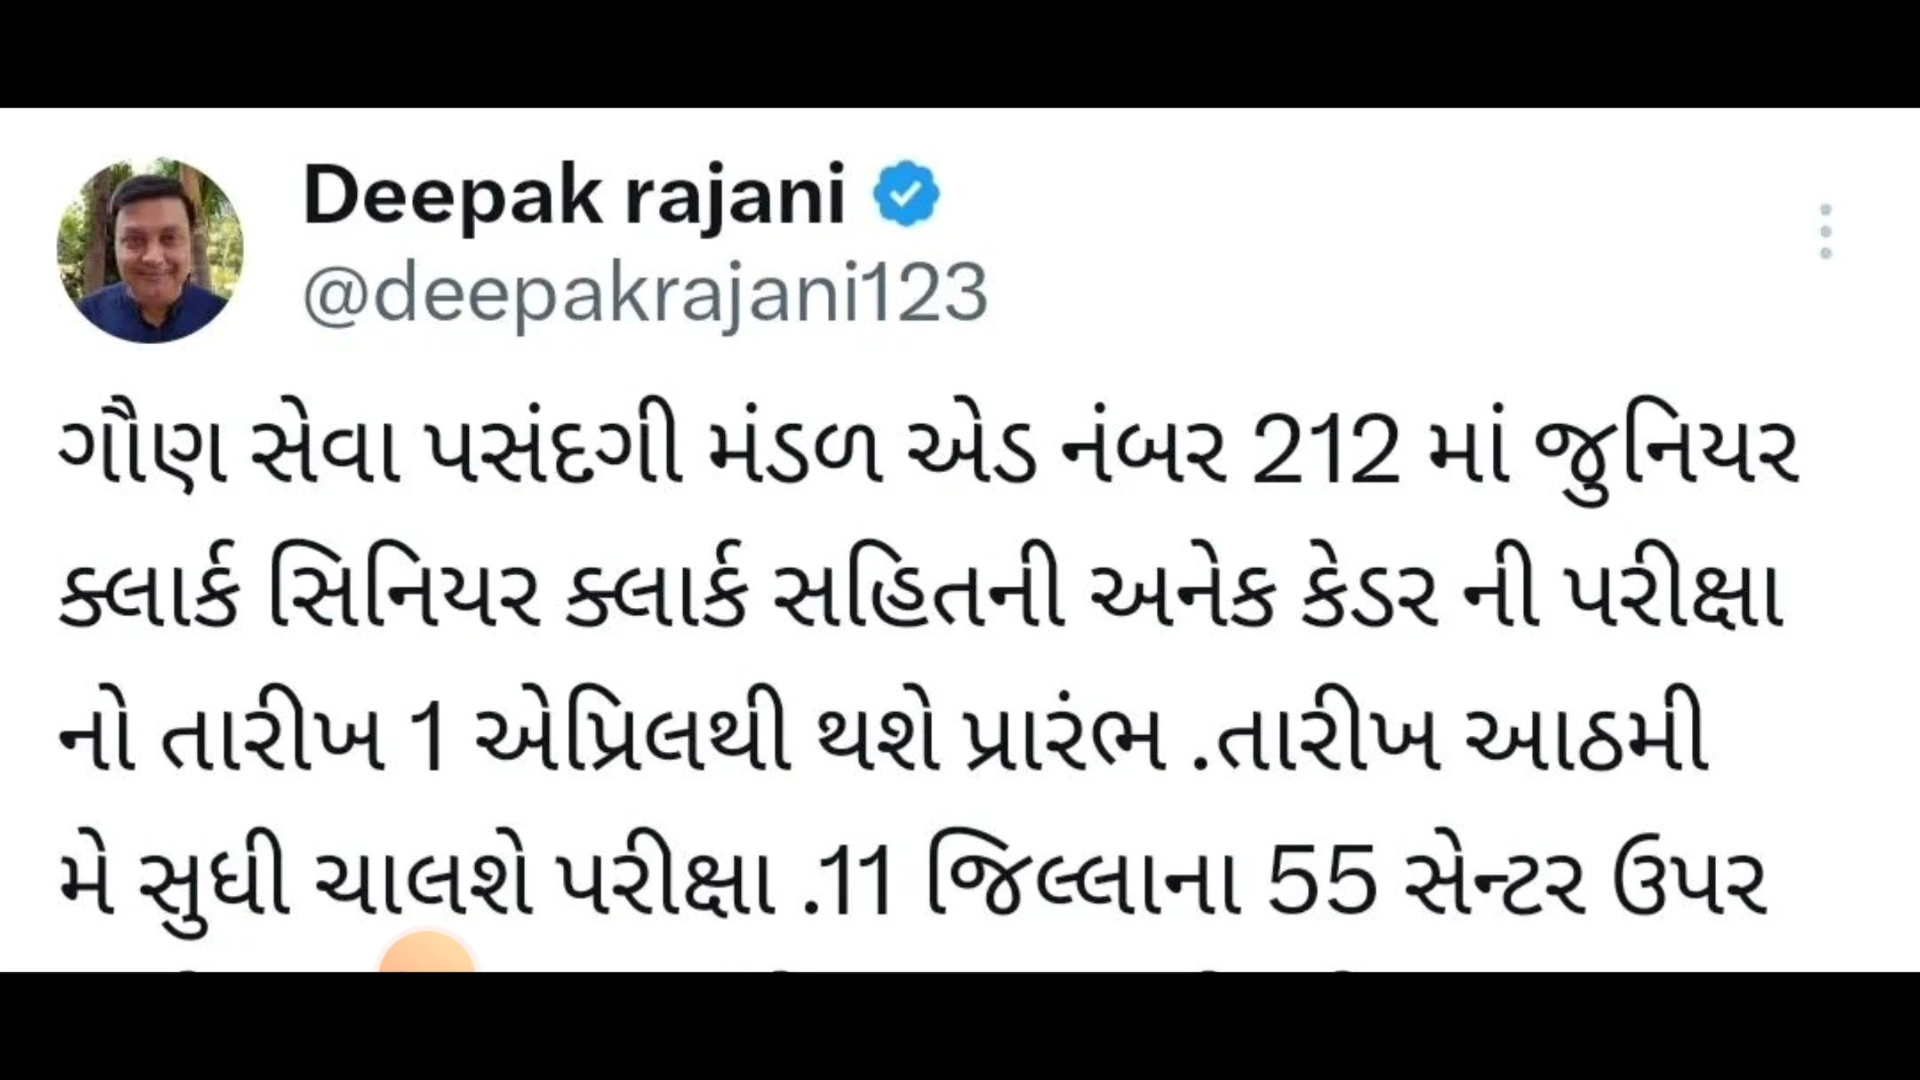 Deepak rajani
@deepakrajani123
ગૌણ સેવા પસંદગી મંડળ એડ નંબર 212 માં જુનિયર
ક્લાર્ક સિનિયર ક્લાર્ક સહિતની અનેક કેડર ની પરીક્ષા
નો તારીખ 1 એપ્રિલથી થશે પ્રારંભ .તારીખ આઠમી
મે સુધી ચાલશે પરીક્ષા .11 જિલ્લાના 55 સેન્ટર ઉપર